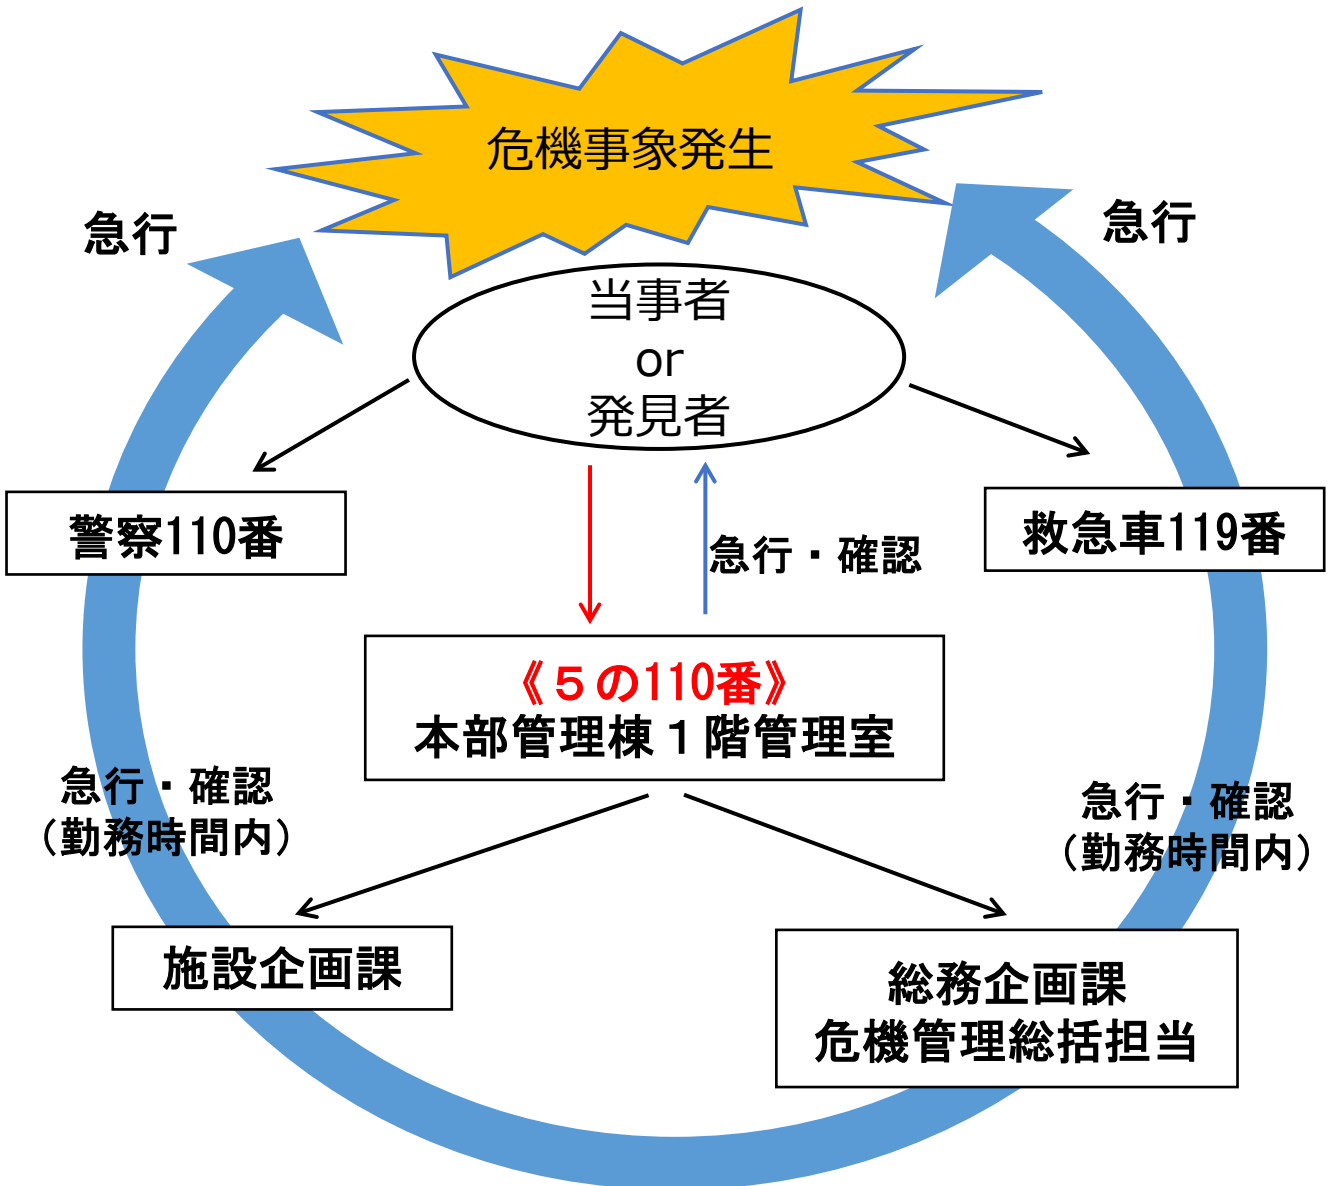 危機事象発生
急行
急行
当事者
or
発見者
警察110番
救急車119番
急行・確認
《５の110番》
本部管理棟１階管理室
急行・確認
（勤務時間内）
急行・確認
（勤務時間内）
施設企画課
総務企画課
危機管理総括担当